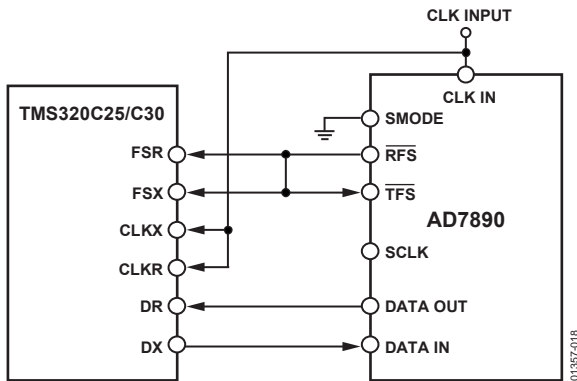 CLK INPUT
TMS320C25/C30
CLK IN
SMODE
FSR
RFS
FSX
TFS
AD7890
CLKX
SCLK
CLKR
DR
DATA OUT
DX
DATA IN
01357-018